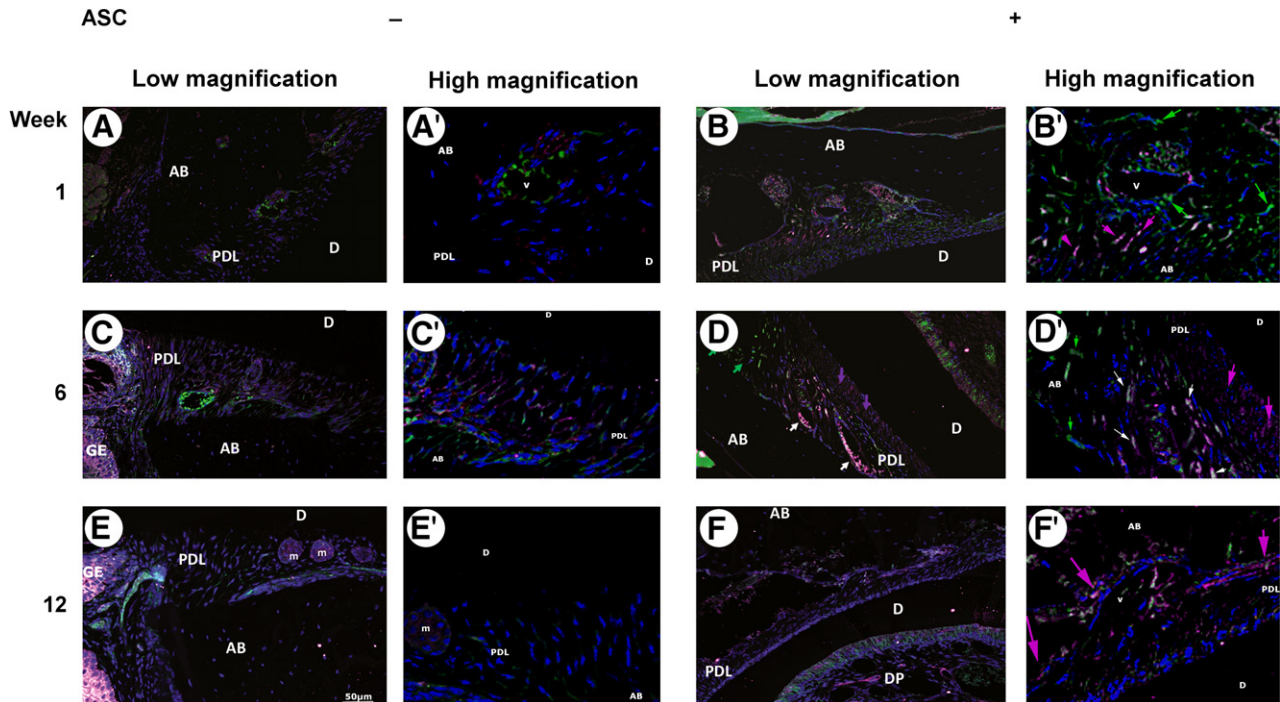 ASC – +
Low magnification High magnification Low magnification High magnification
Week
1
A AB PDL D
A' AB v PDL D
B AB PDL D
B' v AB
6
C D PDL GE AB
C' D PDL AB
D AB D PDL
D' PDL D AB
12
E D GE PDL m m AB 50µm
E' D m PDL AB
F AB D PDL DP
F' AB v PDL D